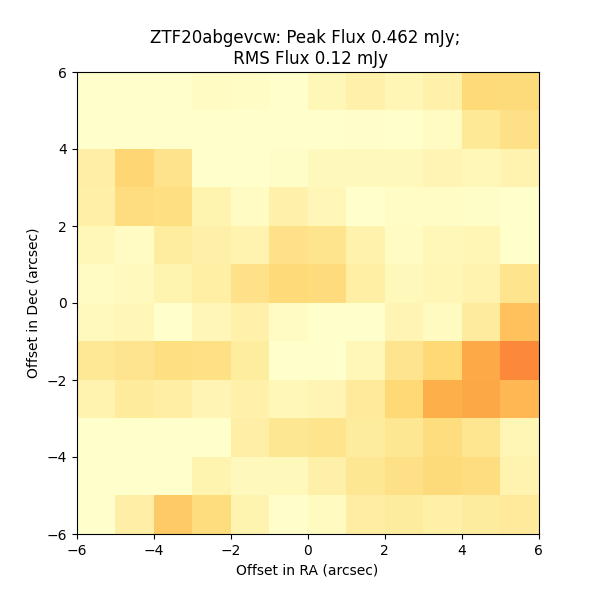 ZTF20abgevcw: Peak Flux 0.462 mJy;
RMS Flux 0.12 mJy
6
4
2
0
−2
−4
−6
Offset in Dec (arcsec)
−6 −4 −2 0 2 4 6
Offset in RA (arcsec)